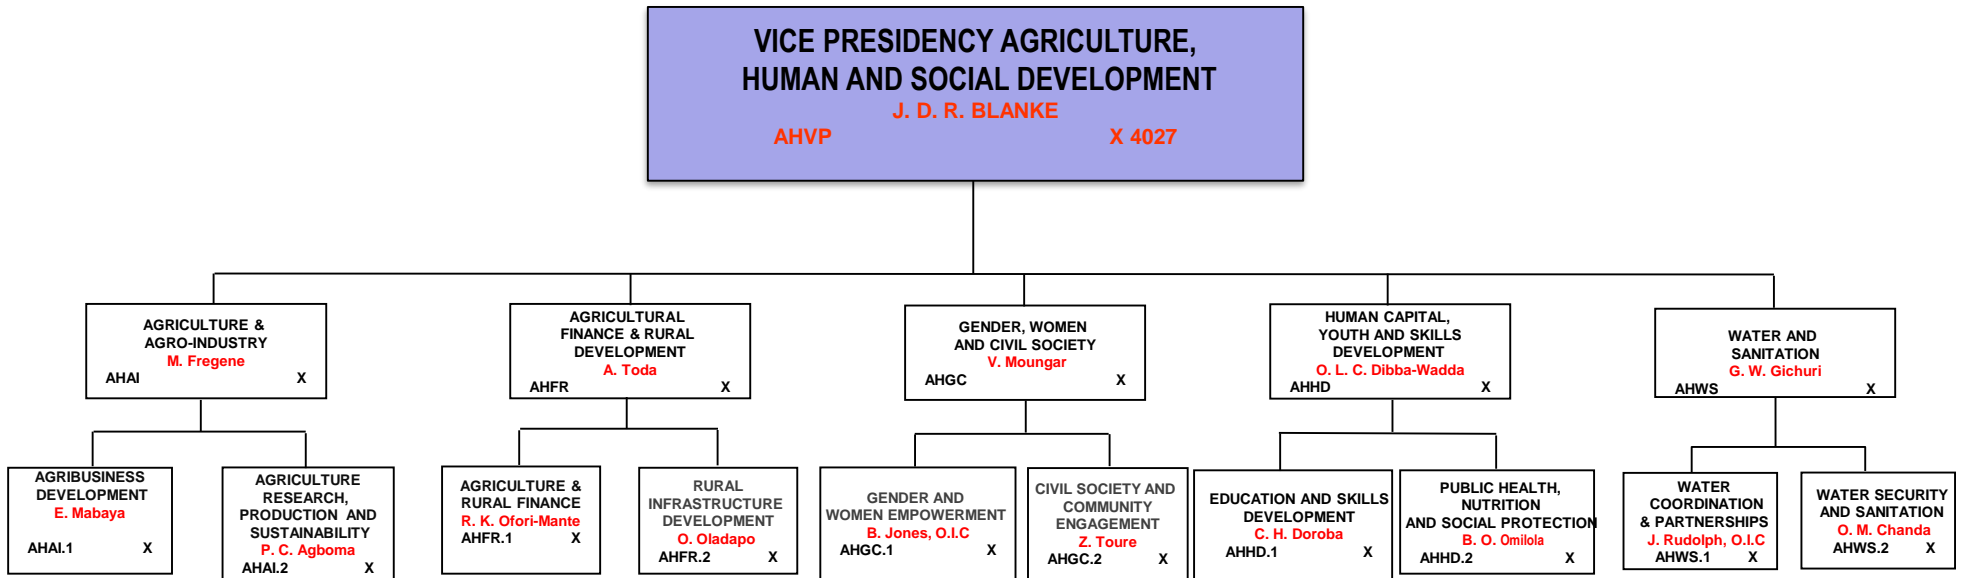 VICE PRESIDENCY AGRICULTURE,
HUMAN AND SOCIAL DEVELOPMENT
J. D. R. BLANKE
AHVP X 4027
AGRICULTURE &
AGRO-INDUSTRY
M. Fregene
AHAI X
AGRICULTURAL
FINANCE & RURAL
DEVELOPMENT
A. Toda
AHFR X
GENDER, WOMEN
AND CIVIL SOCIETY
V. Moungar
AHGC X
HUMAN CAPITAL,
YOUTH AND SKILLS
DEVELOPMENT
O. L. C. Dibba-Wadda
AHHD X
WATER AND
SANITATION
G. W. Gichuri
AHWS X
AGRIBUSINESS
DEVELOPMENT
E. Mabaya
AHAI.1 X
AGRICULTURE
RESEARCH,
PRODUCTION AND
SUSTAINABILITY
P. C. Agboma
AHAI.2 X
AGRICULTURE &
RURAL FINANCE
R. K. Ofori-Mante
AHFR.1 X
RURAL
INFRASTRUCTURE
DEVELOPMENT
O. Oladapo
AHFR.2 X
GENDER AND
WOMEN EMPOWERMENT
B. Jones, O.I.C
AHGC.1 X
CIVIL SOCIETY AND
COMMUNITY
ENGAGEMENT
Z. Toure
AHGC.2 X
EDUCATION AND SKILLS
DEVELOPMENT
C. H. Doroba
AHHD.1 X
PUBLIC HEALTH,
NUTRITION
AND SOCIAL PROTECTION
B. O. Omilola
AHHD.2 X
WATER
COORDINATION
& PARTNERSHIPS
J. Rudolph, O.I.C
AHWS.1 X
WATER SECURITY
AND SANITATION
O. M. Chanda
AHWS.2 X